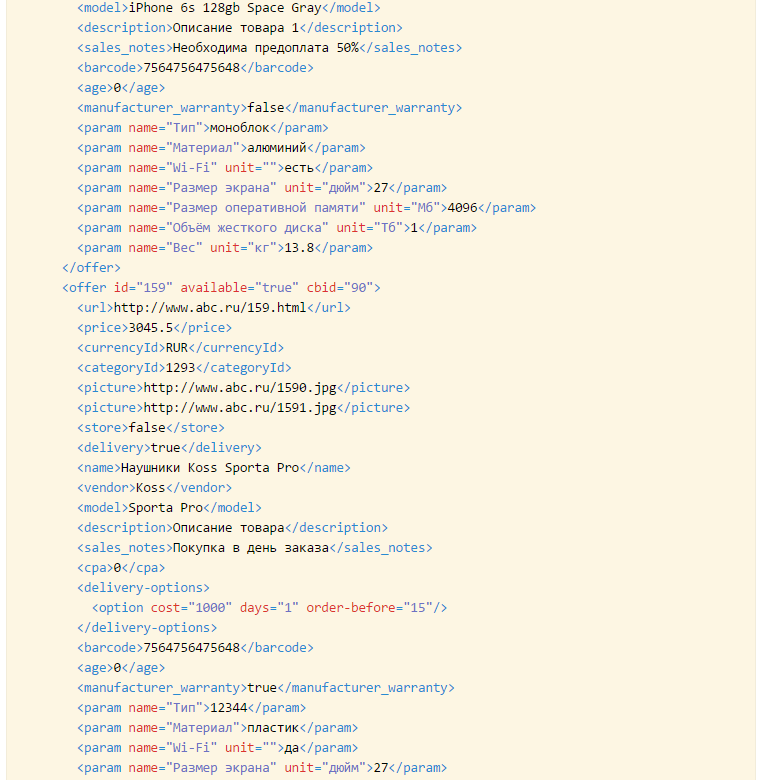 <model>iPhone 6s 128gb Space Gray</model>
<description>Описание товара 1</description>
<sales_notes>Необходима предоплата 50%</sales_notes>
<barcode>7564756475648</barcode>
<age>0</age>
<manufacturer_warranty>false</manufacturer_warranty>
<param name="Тип">моноблок</param>
<param name="Материал">алюминий</param>
<param name="Wi-Fi" unit="">есть</param>
<param name="Размер экрана" unit="дюйм">27</param>
<param name="Размер оперативной памяти" unit="Мб">4096</param>
<param name="Объём жесткого диска" unit="Тб">1</param>
<param name="Вес" unit="кг">13.8</param>
</offer>
<offer id="159" available="true" cbid="90">
<url>http://www.abc.ru/159.html</url>
<price>3045.5</price>
<currencyId>RUR</currencyId>
<categoryId>1293</categoryId>
<picture>http://www.abc.ru/1590.jpg</picture>
<picture>http://www.abc.ru/1591.jpg</picture>
<store>false</store>
<delivery>true</delivery>
<name>Наушники Koss Sporta Pro</name>
<vendor>Koss</vendor>
<model>Sporta Pro</model>
<description>Описание товара</description>
<sales_notes>Покупка в день заказа</sales_notes>
<cpa>0</cpa>
<delivery-options>
<option cost="1000" days="1" order-before="15"/>
</delivery-options>
<barcode>7564756475648</barcode>
<age>0</age>
<manufacturer_warranty>true</manufacturer_warranty>
<param name="Тип">12344</param>
<param name="Материал">пластик</param>
<param name="Wi-Fi" unit="">да</param>
<param name="Размер экрана" unit="дюйм">27</param>